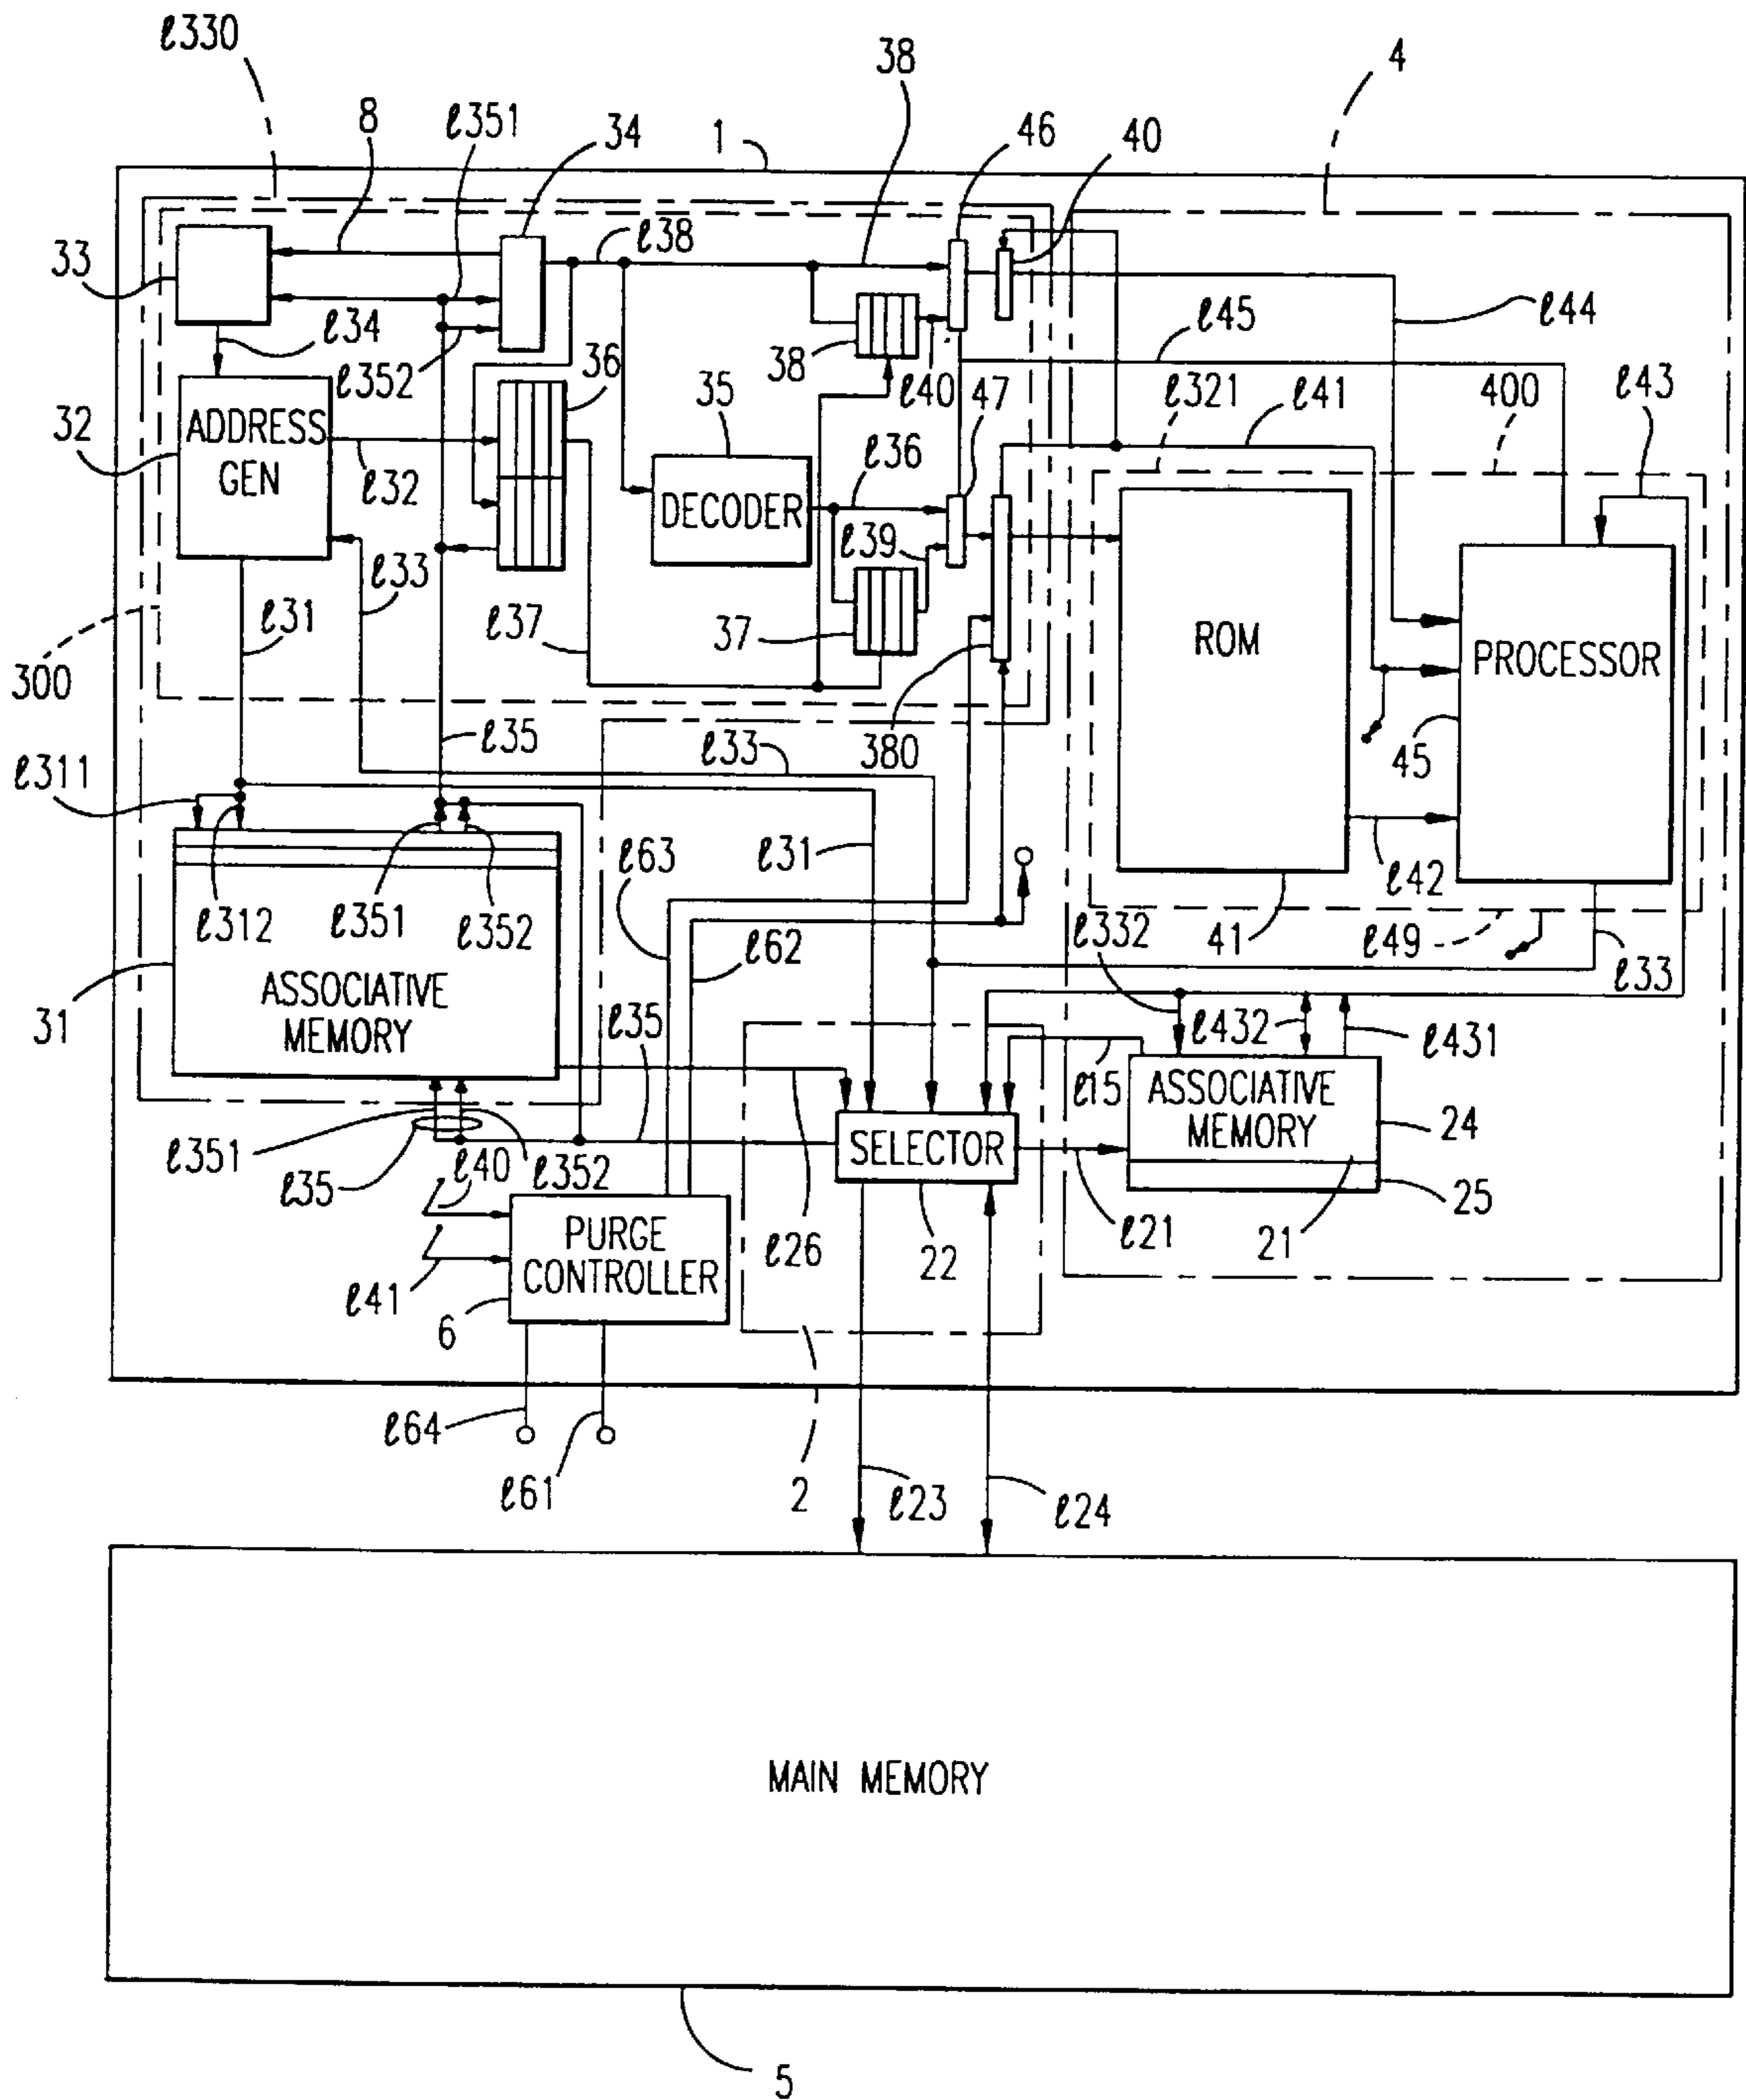 ℓ330
38
4
8
ℓ351
34
1
46
40
33
ℓ38
ℓ34
ℓ352
36
38
ℓ40
ℓ45
ℓ44
32
ADDRESS
GEN
ℓ32
35
DECODER
ℓ36
47
ℓ321
ℓ41
400
ℓ43
ℓ39
ℓ33
ℓ31
ℓ37
37
ROM
PROCESSOR
300
ℓ35
ℓ33
380
45
ℓ311
ℓ63
ℓ31
ℓ42
ℓ312
ℓ351
ℓ352
ℓ62
ℓ332
41
ℓ49
ℓ33
31
ASSOCIATIVE
MEMORY
ℓ35
ℓ432
ℓ431
ℓ15
ASSOCIATIVE
MEMORY
24
SELECTOR
ℓ351
ℓ35
ℓ40
ℓ352
21
25
PURGE
CONTROLLER
ℓ26
22
ℓ21
ℓ41
6
ℓ64
ℓ61
2
ℓ23
ℓ24
MAIN MEMORY
5